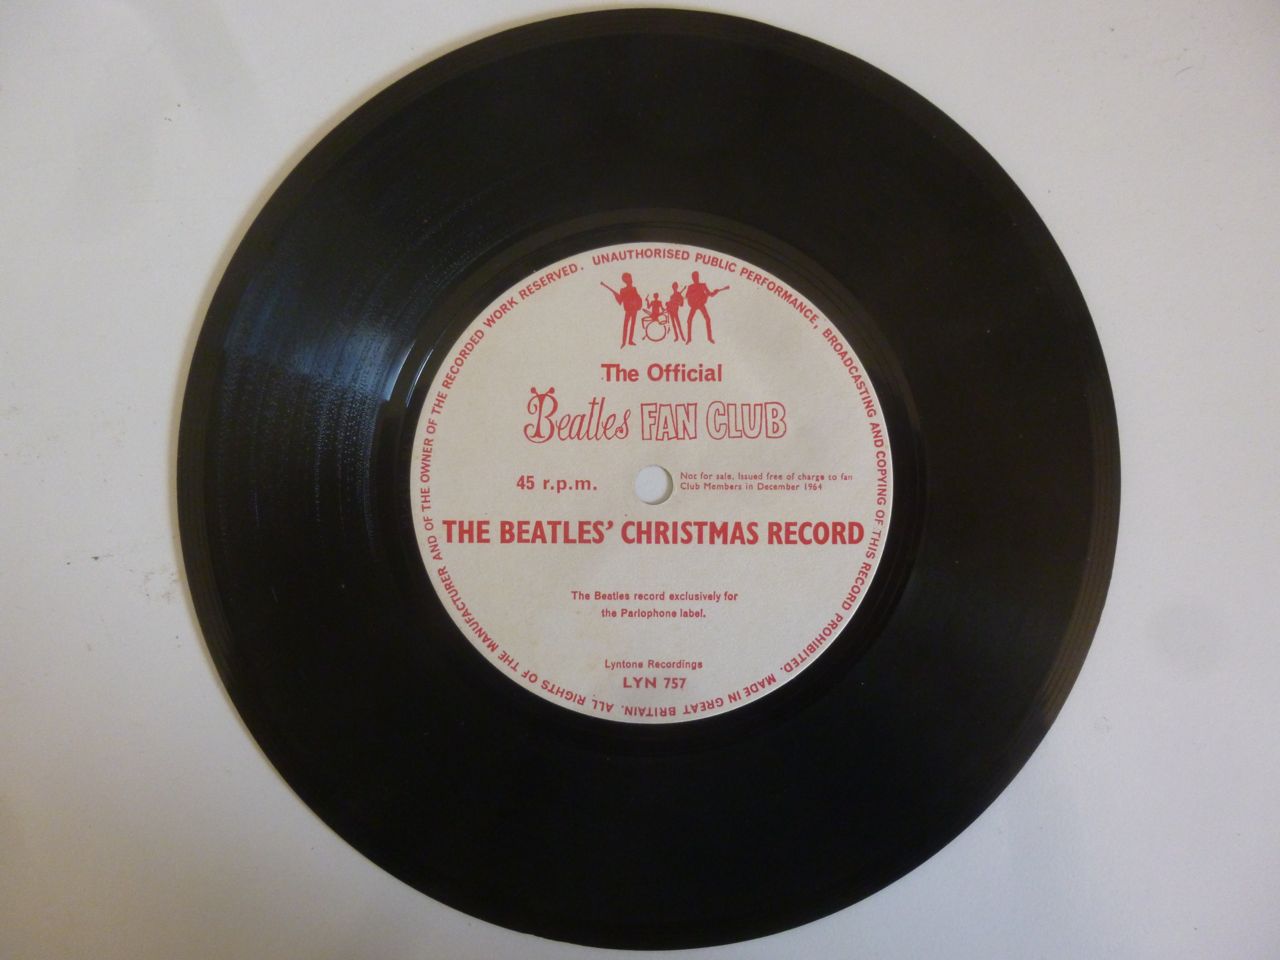 The Official
Beatles FAN CLUB
45 r.p.m.
Not for sale. Issued free of charge to fan
Club Members in December 1964
THE BEATLES' CHRISTMAS RECORD
The Beatles record exclusively for
the Parlophone label.
Lyntone Recordings
LYN 757
ALL RIGHTS OF THE MANUFACTURER AND OF THE OWNER OF THE RECORDED WORK RESERVED. UNAUTHORISED PUBLIC PERFORMANCE, BROADCASTING AND COPYING OF THIS RECORD PROHIBITED. MADE IN GREAT BRITAIN.